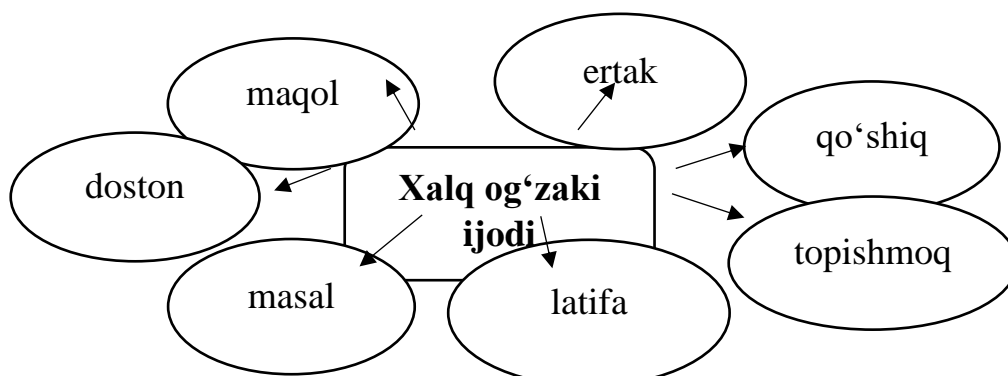 ertak
maqol
qo‘shiq
doston
Xalq og‘zaki
ijodi
topishmoq
masal
latifa